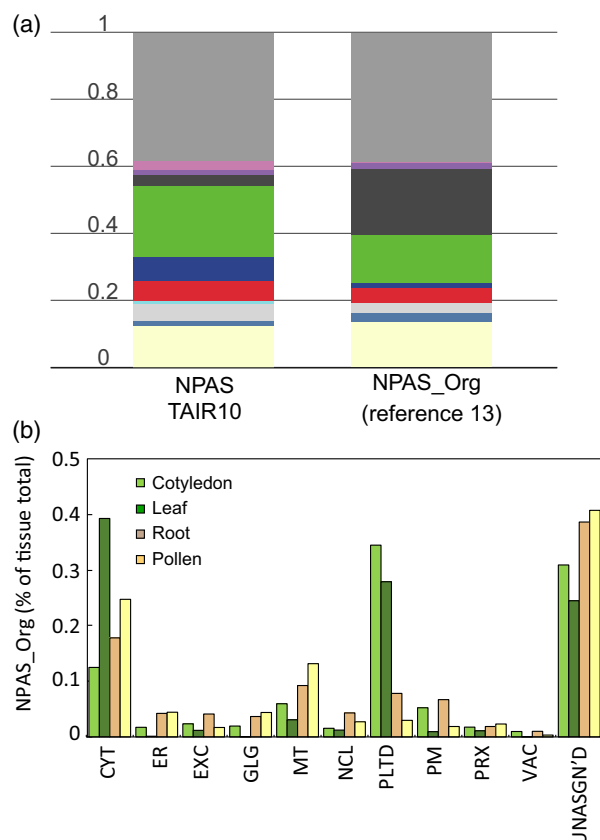 (a)
1
0.8
0.6
0.4
0.2
0
NPAS
TAIR10
NPAS_Org
(reference 13)
(b)
NPAS_Org (% of tissue total)
0.5
0.4
0.3
0.2
0.1
0
Cotyledon
Leaf
Root
Pollen
CYT
ER
EXC
GLG
MT
NCL
PLTD
PM
PRX
VAC
UNASGN'D